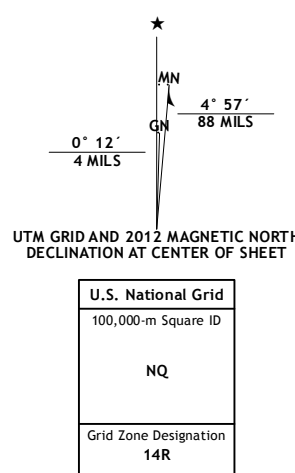 ★
MN
4° 57´
88 MILS
GN
0° 12´
4 MILS
UTM GRID AND 2012 MAGNETIC NORTH
DECLINATION AT CENTER OF SHEET
U.S. National Grid
100,000-m Square ID
NQ
Grid Zone Designation
14R